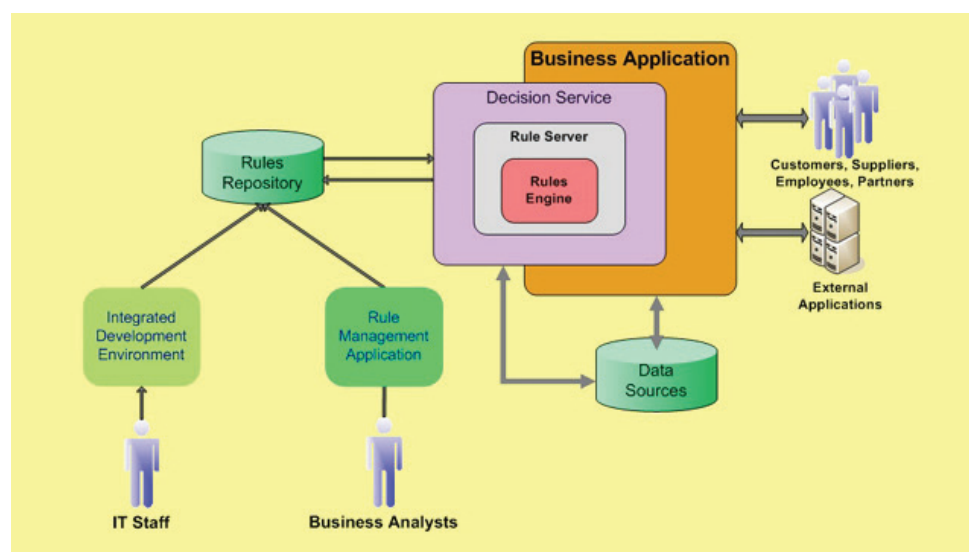 Business Application
Decision Service
Rule Server
Rules
Engine
Rules
Repository
Customers, Suppliers,
Employees, Partners
External
Applications
Integrated
Development
Environment
Rule
Management
Application
Data
Sources
IT Staff
Business Analysts